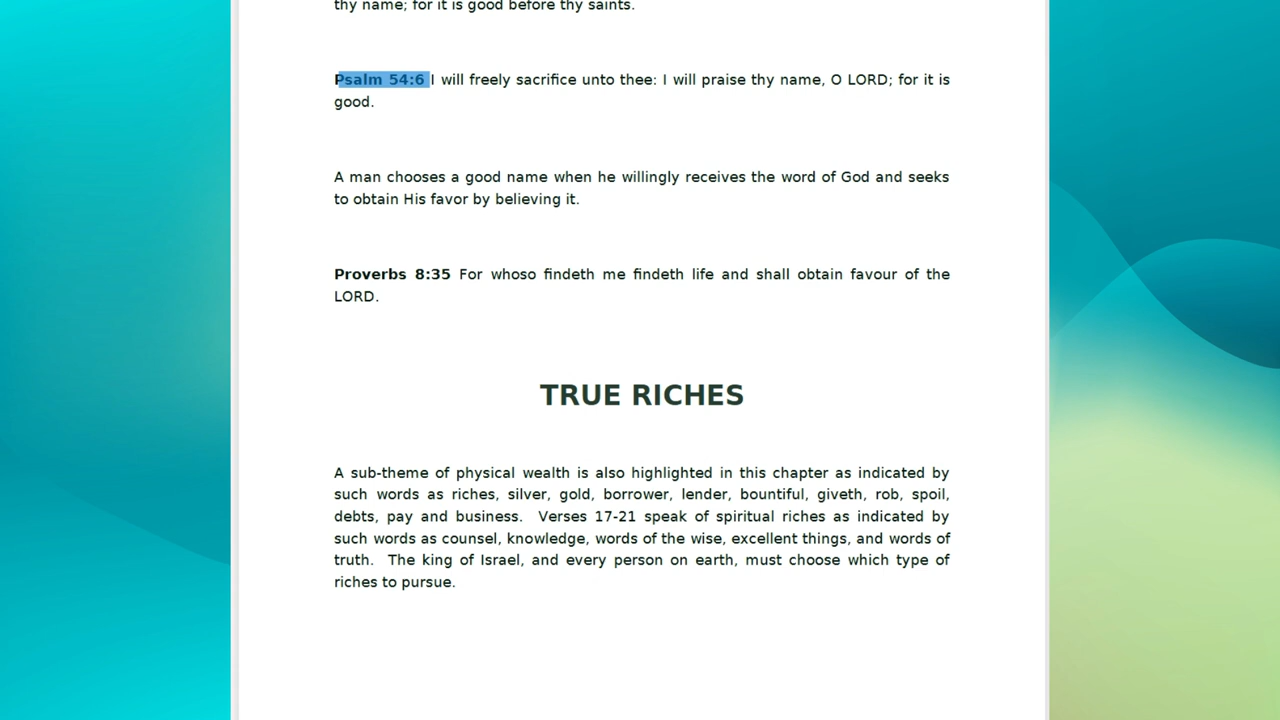 thy name; for it is good before thy saints.
Psalm 54:6 I will freely sacrifice unto thee: I will praise thy name, O LORD; for it is
good.
A man chooses a good name when he willingly receives the word of God and seeks
to obtain His favor by believing it.
Proverbs 8:35 For whoso findeth me findeth life and shall obtain favour of the
LORD.
TRUE RICHES
A sub-theme of physical wealth is also highlighted in this chapter as indicated by
such words as riches, silver, gold, borrower, lender, bountiful, giveth, rob, spoil,
debts, pay and business.  Verses 17-21 speak of spiritual riches as indicated by
such words as counsel, knowledge, words of the wise, excellent things, and words of
truth.  The king of Israel, and every person on earth, must choose which type of
riches to pursue.